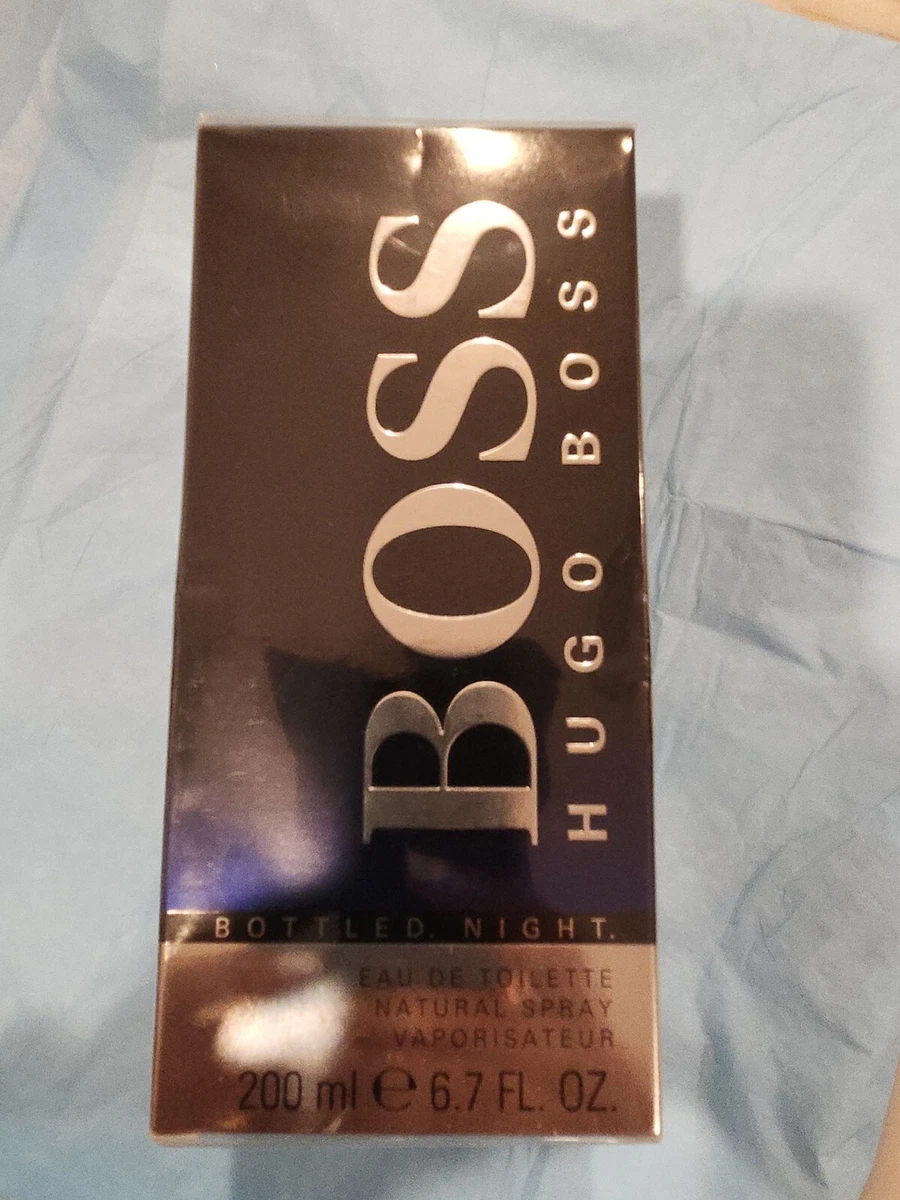 BOSS
HUGO BOSS
BOTTLED. NIGHT.
EAU DE TOILETTE
NATURAL SPRAY
VAPORISATEUR
200 ml ℮ 6.7 FL. OZ.